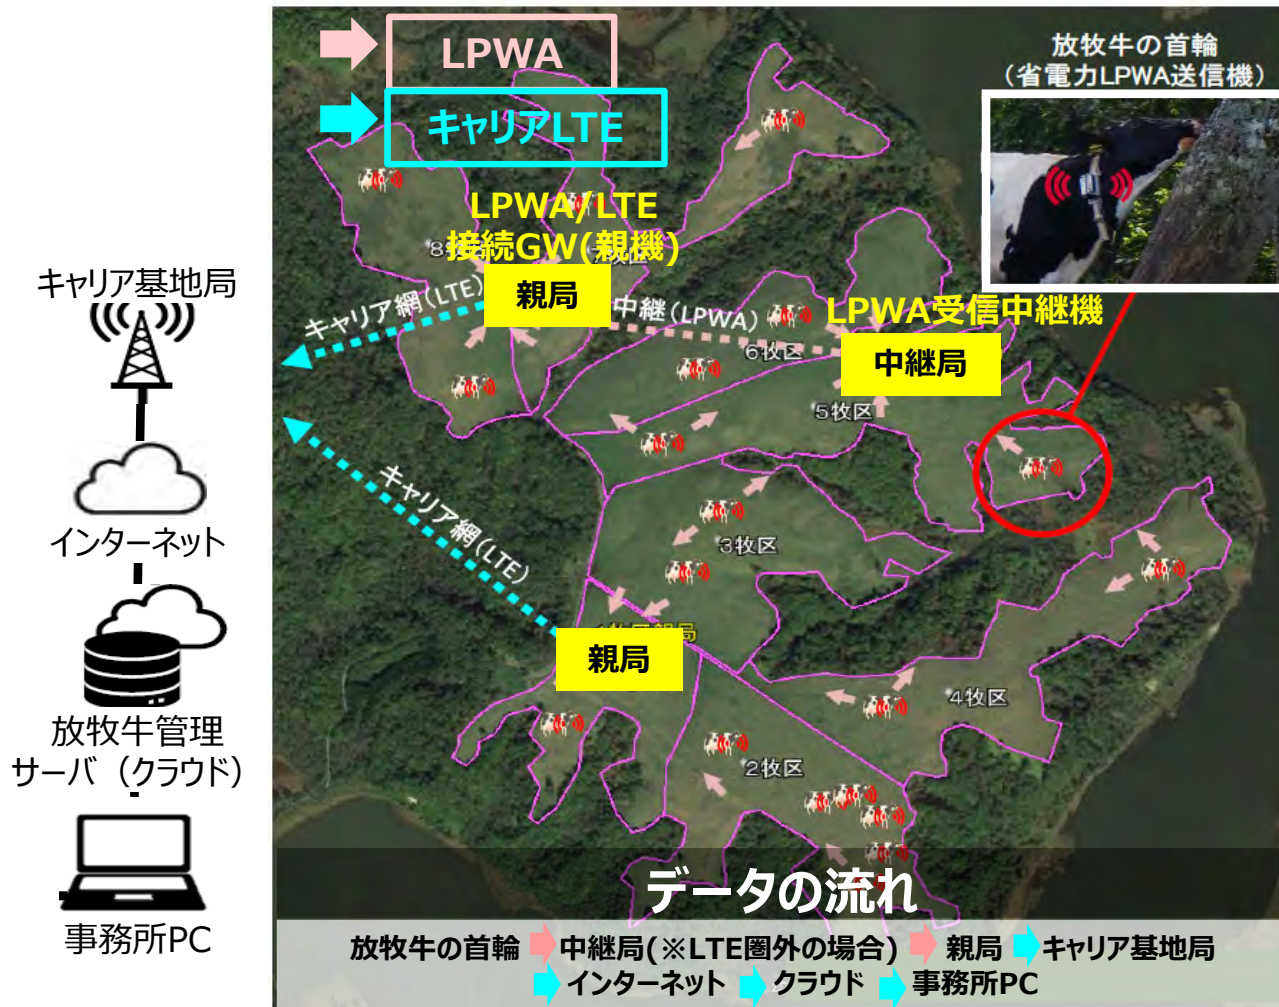 LPWA
キャリアLTE
放牧牛の首輪
(省電力LPWA送信機)
LPWA/LTE
接続GW(親機)
親局
キャリア網(LTE)
中継(LPWA)
LPWA受信中継機
中継局
6牧区
5牧区
キャリア網(LTE)
3牧区
親局
4牧区
2牧区
キャリア基地局
インターネット
放牧牛管理
サーバ（クラウド）
事務所PC
データの流れ
放牧牛の首輪 中継局(※LTE圏外の場合) 親局 キャリア基地局
インターネット クラウド 事務所PC